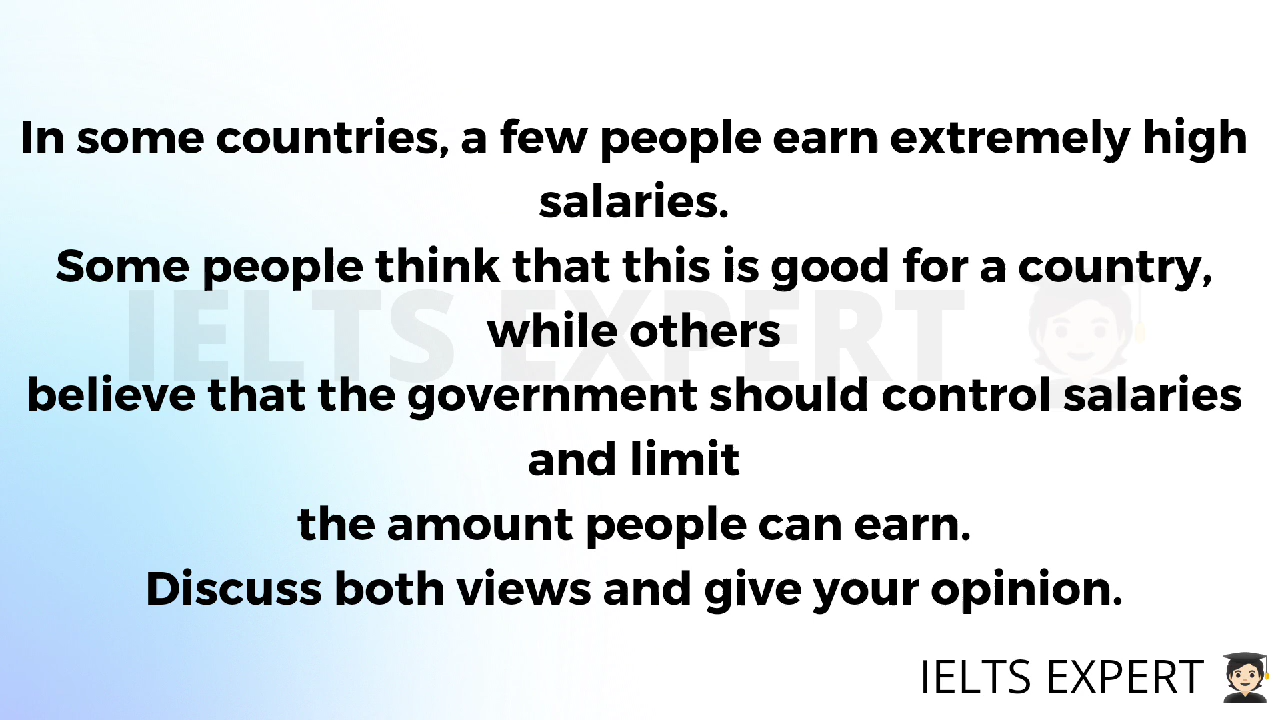 In some countries, a few people earn extremely high
salaries.
Some people think that this is good for a country,
while others
believe that the government should control salaries
and limit
the amount people can earn.
Discuss both views and give your opinion.
IELTS EXPERT
IELTS EXPERT